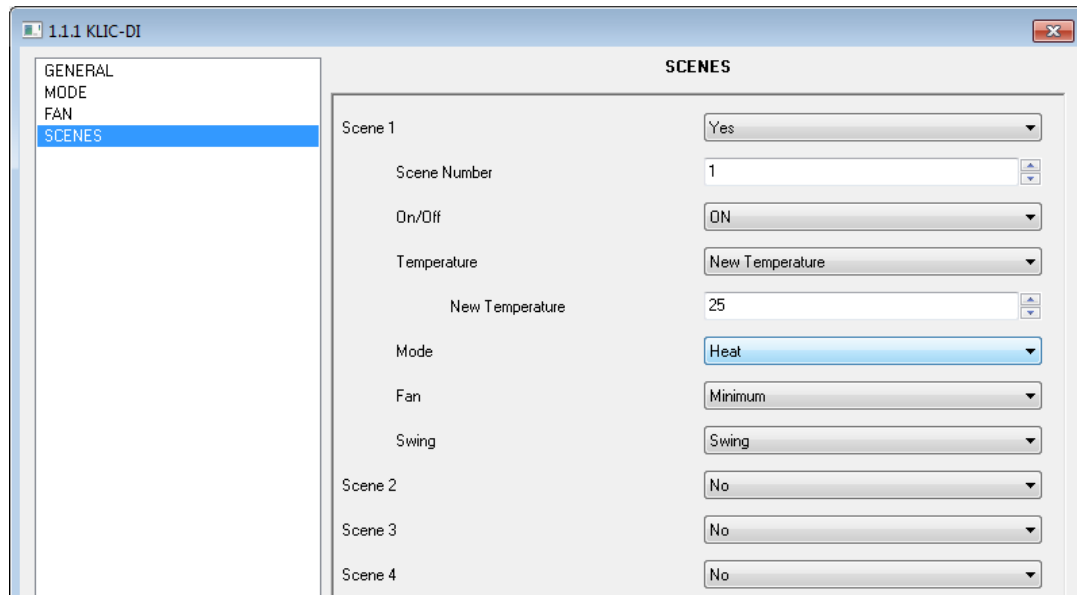 1.1.1 KLIC-DI
GENERAL
MODE
FAN
SCENES
SCENES
Scene 1 Yes
Scene Number 1
On/Off ON
Temperature New Temperature
New Temperature 25
Mode Heat
Fan Minimum
Swing Swing
Scene 2 No
Scene 3 No
Scene 4 No